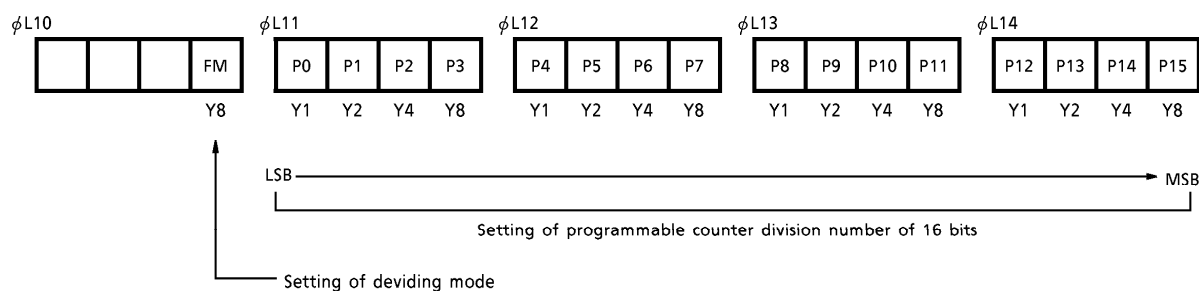 ϕL10 ϕL11 ϕL12 ϕL13 ϕL14
FM P0 P1 P2 P3 P4 P5 P6 P7 P8 P9 P10 P11 P12 P13 P14 P15
Y8 Y1 Y2 Y4 Y8 Y1 Y2 Y4 Y8 Y1 Y2 Y4 Y8 Y1 Y2 Y4 Y8
LSB MSB
Setting of programmable counter division number of 16 bits
Setting of deviding mode